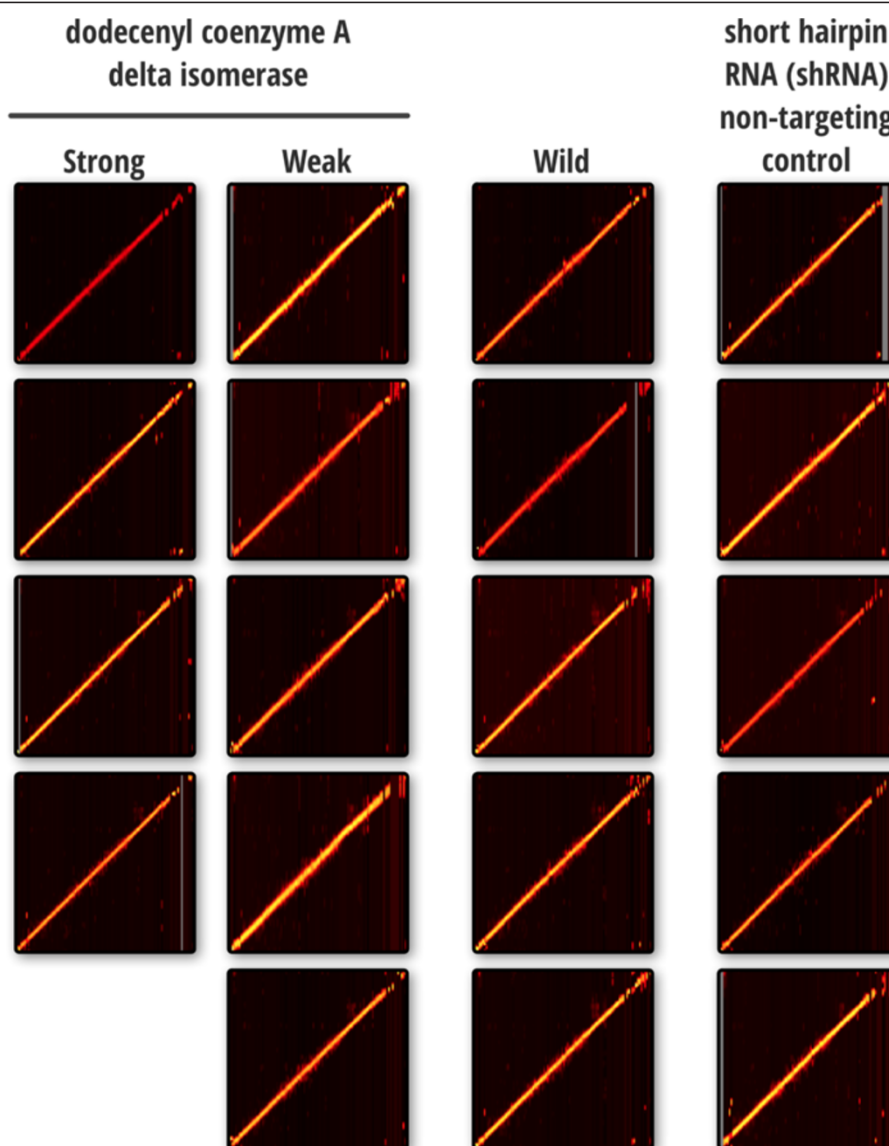 dodecenyl coenzyme A
delta isomerase
short hairpin
RNA (shRNA)
non-targeting
control
Strong
Weak
Wild